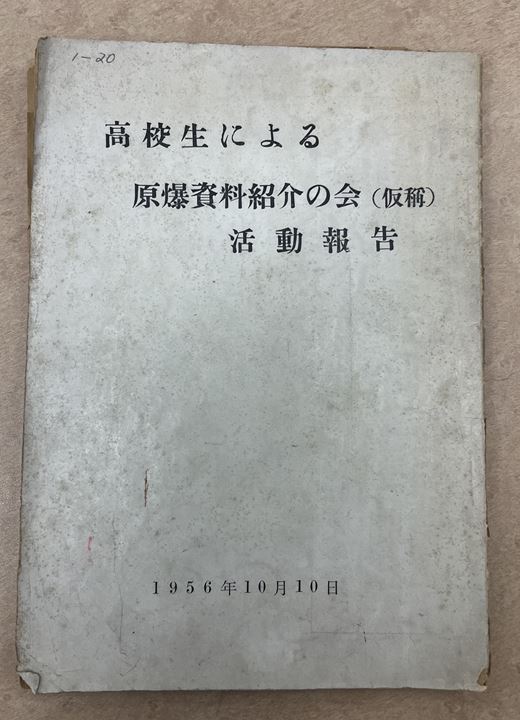 1-20
高校生による
原爆資料紹介の会(仮称)
活動報告
1956年10月10日